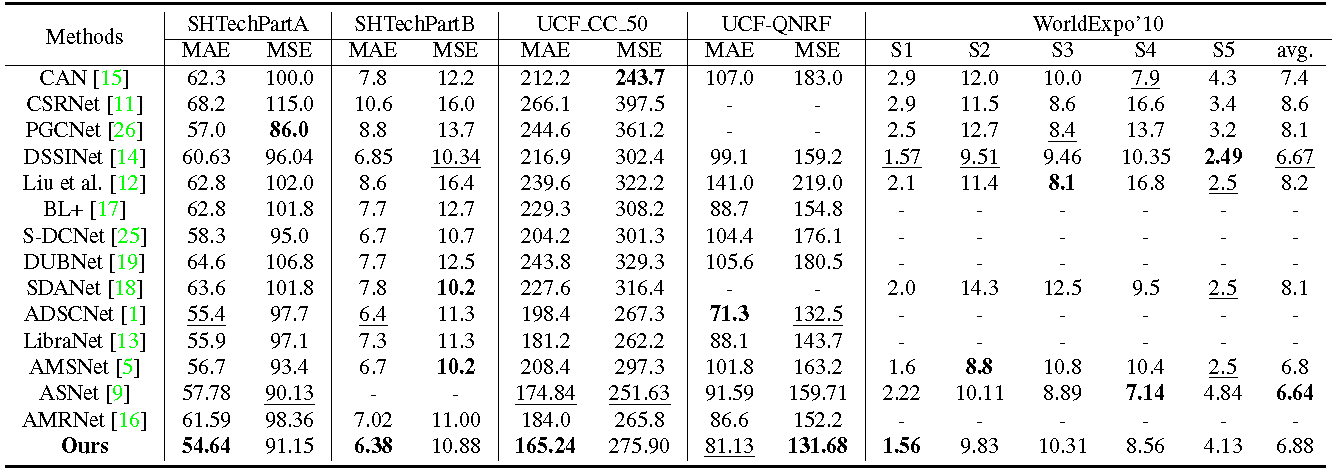 Methods SHTechPartA SHTechPartB UCF_CC_50 UCF-QNRF WorldExpo'10
MAE MSE MAE MSE MAE MSE MAE MSE S1 S2 S3 S4 S5 avg.
CAN [15] 62.3 100.0 7.8 12.2 212.2 243.7 107.0 183.0 2.9 12.0 10.0 7.9 4.3 7.4
CSRNet [11] 68.2 115.0 10.6 16.0 266.1 397.5 - - 2.9 11.5 8.6 16.6 3.4 8.6
PGCNet [26] 57.0 86.0 8.8 13.7 244.6 361.2 - - 2.5 12.7 8.4 13.7 3.2 8.1
DSSINet [14] 60.63 96.04 6.85 10.34 216.9 302.4 99.1 159.2 1.57 9.51 9.46 10.35 2.49 6.67
Liu et al. [12] 62.8 102.0 8.6 16.4 239.6 322.2 141.0 219.0 2.1 11.4 8.1 16.8 2.5 8.2
BL+ [17] 62.8 101.8 7.7 12.7 229.3 308.2 88.7 154.8 - - - - - -
S-DCNet [25] 58.3 95.0 6.7 10.7 204.2 301.3 104.4 176.1 - - - - - -
DUBNet [19] 64.6 106.8 7.7 12.5 243.8 329.3 105.6 180.5 - - - - - -
SDANet [18] 63.6 101.8 7.8 10.2 227.6 316.4 - - 2.0 14.3 12.5 9.5 2.5 8.1
ADSCNet [1] 55.4 97.7 6.4 11.3 198.4 267.3 71.3 132.5 - - - - - -
LibraNet [13] 55.9 97.1 7.3 11.3 181.2 262.2 88.1 143.7 - - - - - -
AMSNet [5] 56.7 93.4 6.7 10.2 208.4 297.3 101.8 163.2 1.6 8.8 10.8 10.4 2.5 6.8
ASNet [9] 57.78 90.13 - - 174.84 251.63 91.59 159.71 2.22 10.11 8.89 7.14 4.84 6.64
AMRNet [16] 61.59 98.36 7.02 11.00 184.0 265.8 86.6 152.2 - - - - - -
Ours 54.64 91.15 6.38 10.88 165.24 275.90 81.13 131.68 1.56 9.83 10.31 8.56 4.13 6.88